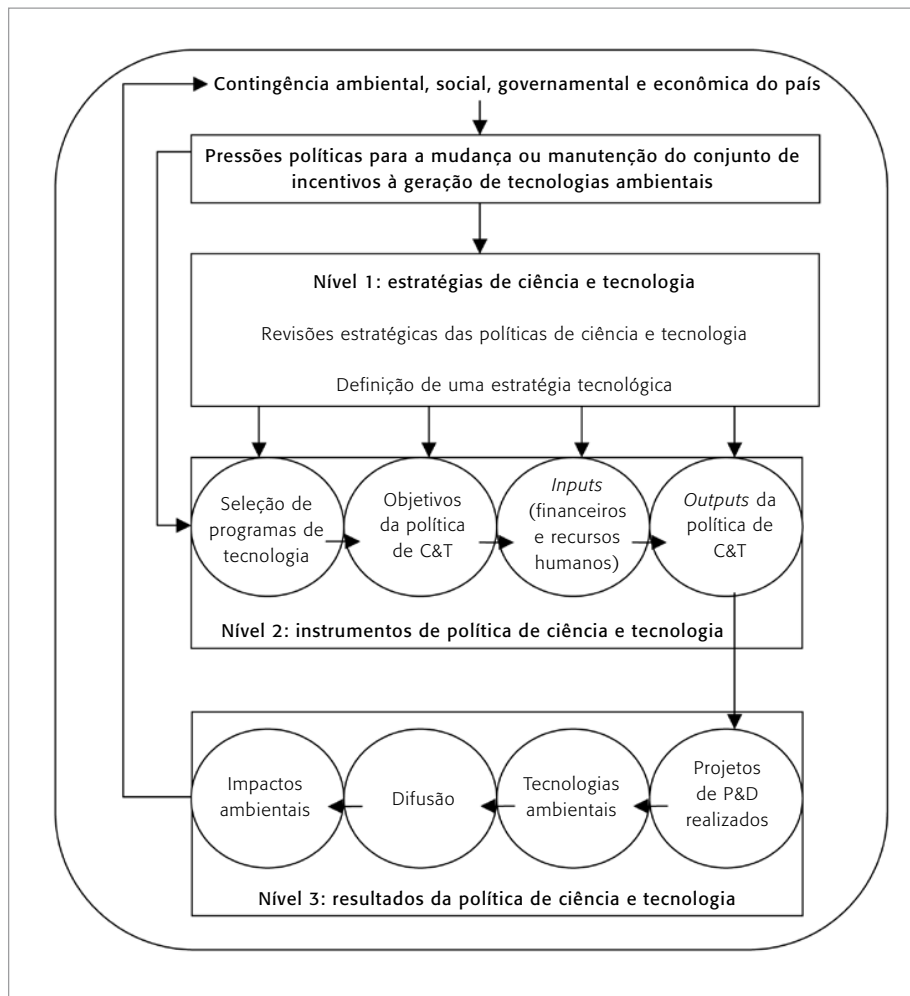 Contingência ambiental, social, governamental e econômica do país
Pressões políticas para a mudança ou manutenção do conjunto de
incentivos à geração de tecnologias ambientais
Nível 1: estratégias de ciência e tecnologia
Revisões estratégicas das políticas de ciência e tecnologia
Definição de uma estratégia tecnológica
Seleção de
programas de
tecnologia
Objetivos
da política
de C&T
Inputs
(financeiros
e recursos
humanos)
Outputs da
política de
C&T
Nível 2: instrumentos de política de ciência e tecnologia
Impactos
ambientais
Difusão
Tecnologias
ambientais
Projetos
de P&D
realizados
Nível 3: resultados da política de ciência e tecnologia